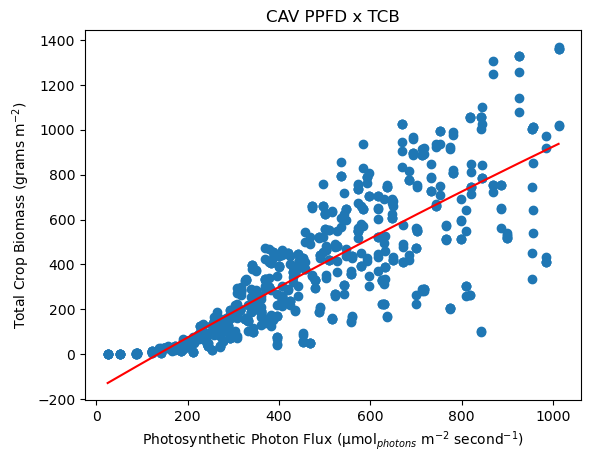 CAV PPFD x TCB
1400
1200
1000
800
600
400
200
0
−200
Total Crop Biomass (grams m⁻²)
0 200 400 600 800 1000
Photosynthetic Photon Flux (μmol_photons m⁻² second⁻¹)